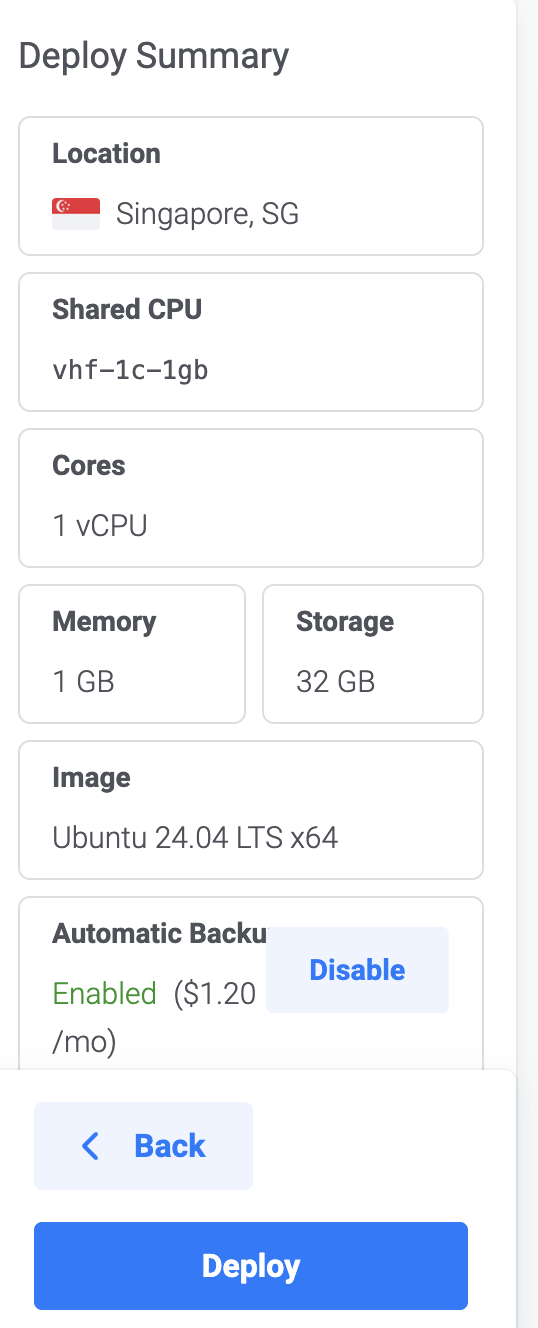 Deploy Summary
Location
Singapore, SG
Shared CPU
vhf-1c-1gb
Cores
1 vCPU
Memory
1 GB
Storage
32 GB
Image
Ubuntu 24.04 LTS x64
Automatic Backu
Enabled ($1.20
/mo)
Disable
Back
Deploy